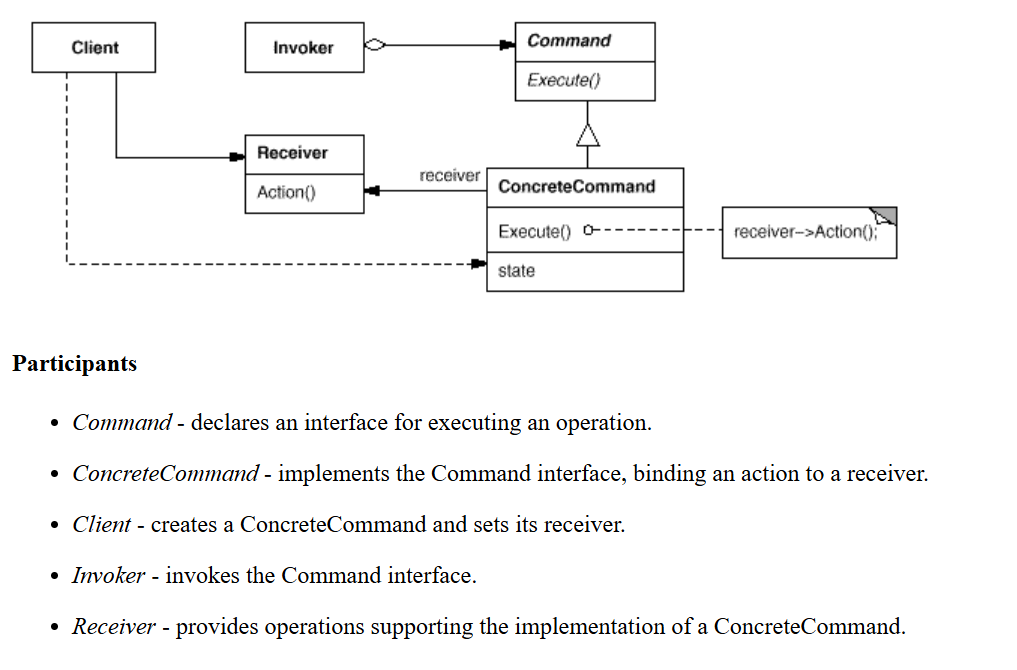 Client
Invoker
Command
Execute()
Receiver
Action()
receiver
ConcreteCommand
Execute()
receiver–>Action();
state
Participants
• Command - declares an interface for executing an operation.
• ConcreteCommand - implements the Command interface, binding an action to a receiver.
• Client - creates a ConcreteCommand and sets its receiver.
• Invoker - invokes the Command interface.
• Receiver - provides operations supporting the implementation of a ConcreteCommand.